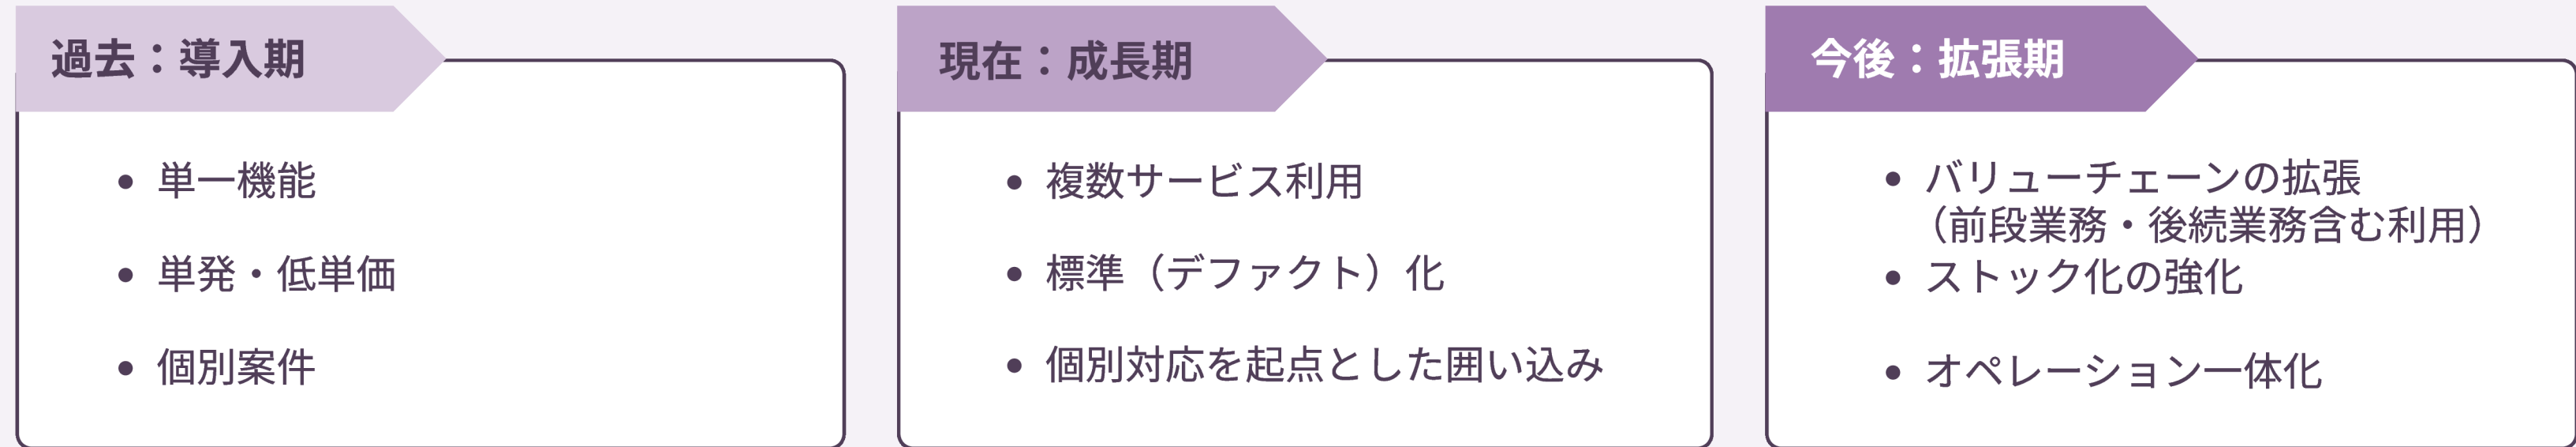 過去：導入期
• 単一機能
• 単発・低単価
• 個別案件
現在：成長期
• 複数サービス利用
• 標準（デファクト）化
• 個別対応を起点とした囲い込み
今後：拡張期
• バリューチェーンの拡張
（前段業務・後続業務含む利用）
• ストック化の強化
• オペレーション一体化